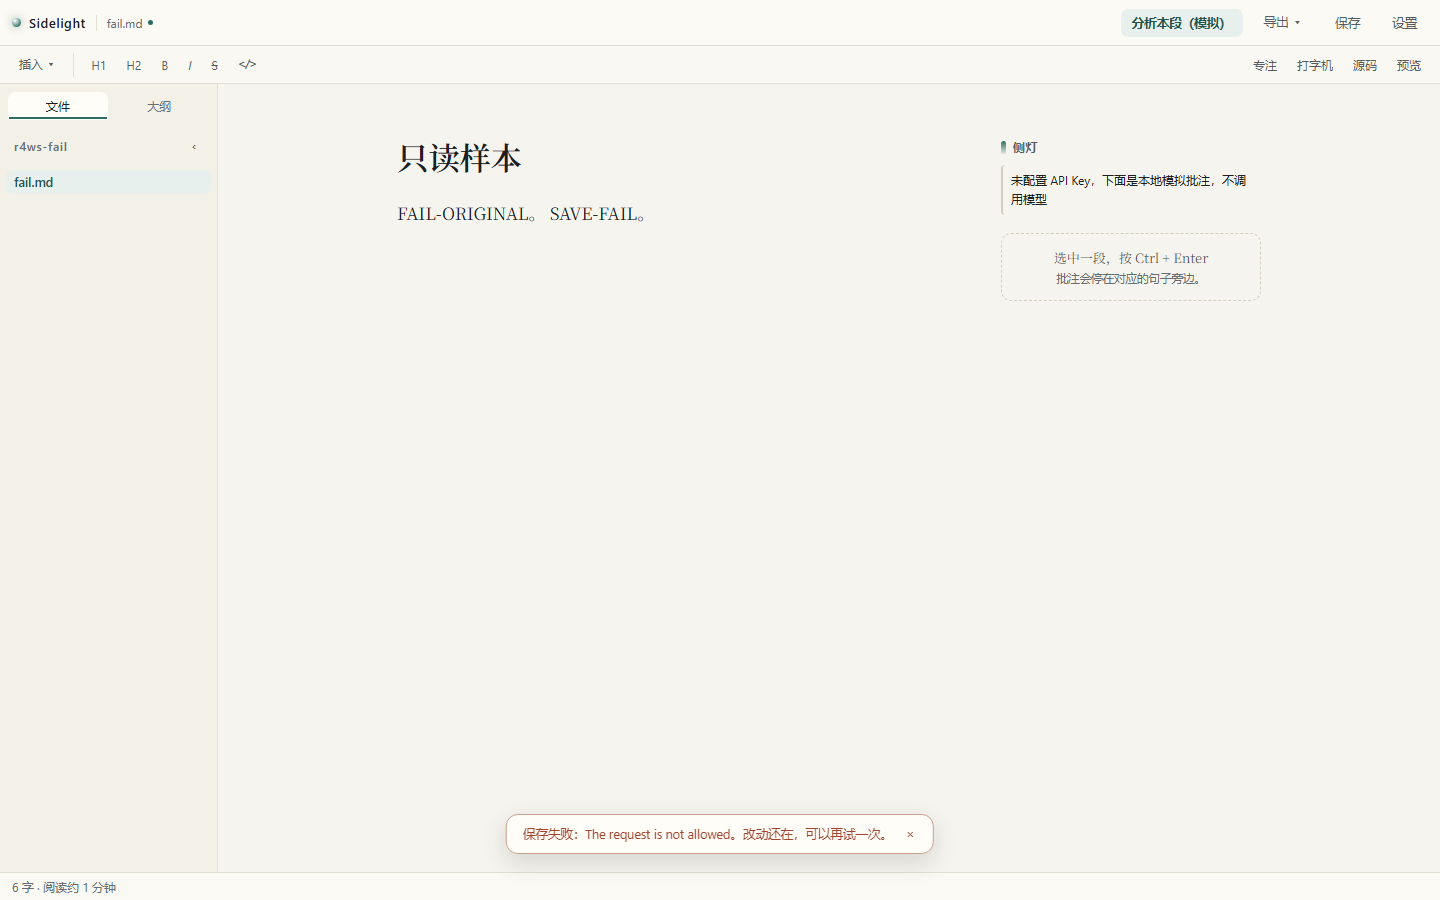 Sidelight fail.md
分析本段（模拟） 导出 保存 设置
插入 H1 H2 B I S </> 专注 打字机 源码 预览
文件 大纲
r4ws-fail
fail.md
只读样本
FAIL-ORIGINAL。 SAVE-FAIL。
侧灯
未配置 API Key，下面是本地模拟批注，不调
用模型
选中一段，按 Ctrl + Enter
批注会停在对应的句子旁边。
保存失败：The request is not allowed。改动还在，可以再试一次。 ×
6 字 · 阅读约 1 分钟